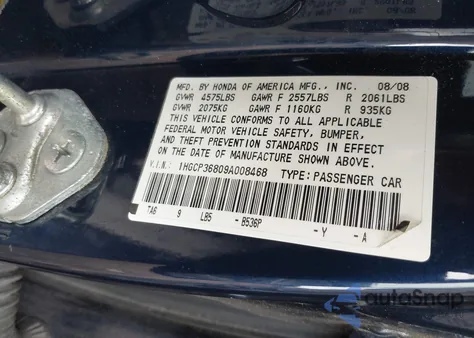 MFD. BY HONDA OF AMERICA MFG., INC. 08/08
GVWR 4575LBS GAWR F 2557LBS R 2061LBS
GVWR 2075KG GAWR F 1160KG R 935KG
THIS VEHICLE CONFORMS TO ALL APPLICABLE
FEDERAL MOTOR VEHICLE SAFETY, BUMPER,
AND THEFT PREVENTION STANDARDS IN EFFECT
ON THE DATE OF MANUFACTURE SHOWN ABOVE.
V.I.N.: 1HGCP36809A008468 TYPE: PASSENGER CAR
TA6 9 LB5 - B536P - Y - A
autoSnap